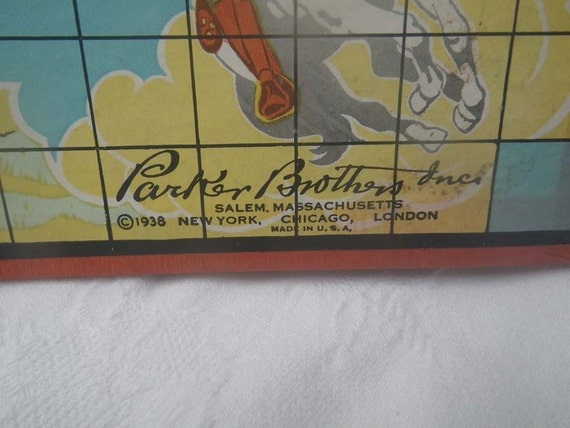 Parker Brothers Inc.
SALEM, MASSACHUSETTS
©1938 NEW YORK, CHICAGO, LONDON
MADE IN U.S.A.